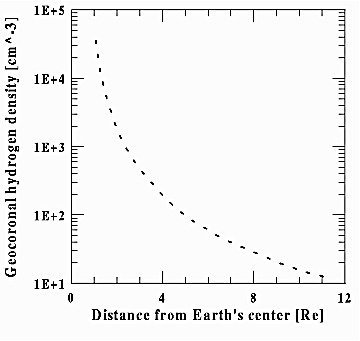 Geocoronal hydrogen density [cm^-3]
1E+5
1E+4
1E+3
1E+2
1E+1
0 4 8 12
Distance from Earth's center [Re]